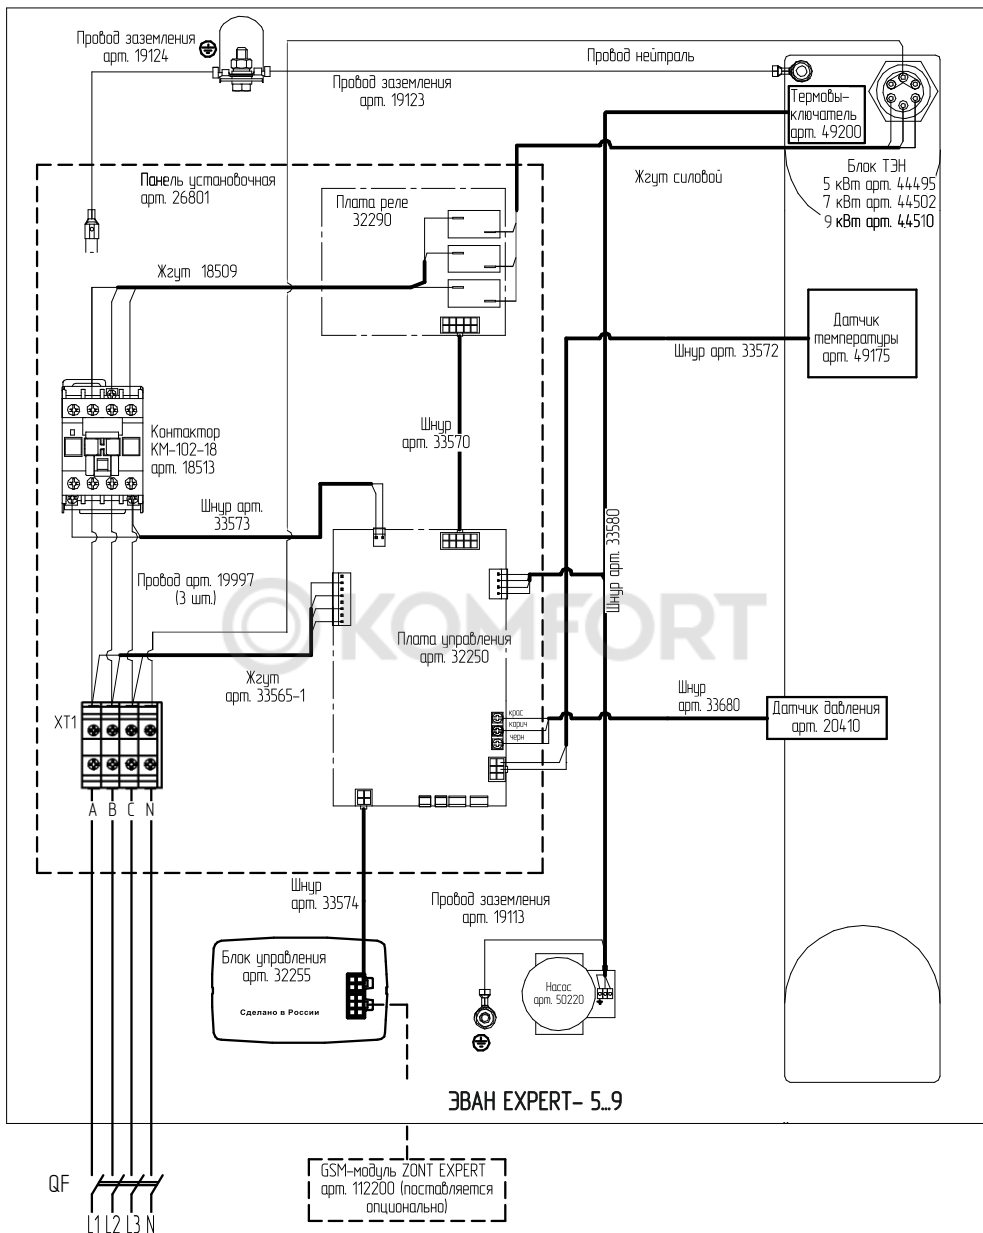 Провод заземления
арт. 19124
Провод нейтраль
Провод заземления
арт. 19123
Термовы-
ключатель
арт. 49200
Блок ТЭН
5 кВт арт. 44495
7 кВт арт. 44502
9 кВт арт. 44510
Жгут силовой
Панель установочная
арт. 26801
Плата реле
32290
Жгут 18509
Датчик
температуры
арт. 49175
Шнур арт. 33572
Контактор
КМ-102-18
арт. 18513
Шнур
арт. 33570
Шнур арт.
33573
Шнур арт. 33580
Провод арт. 19997
(3 шт.)
KOMFORT
Плата управления
арт. 32250
Жгут
арт. 33565-1
XT1
крас
корич
черн
Шнур
арт. 33680
Датчик давления
арт. 20410
A B C N
Шнур
арт. 33574
Провод заземления
арт. 19113
Блок управления
арт. 32255
Сделано в России
Насос
арт. 50220
ЭВАН EXPERT- 5...9
GSM-модуль ZONT EXPERT
арт. 112200 (поставляется
опционально)
QF
L1 L2 L3 N